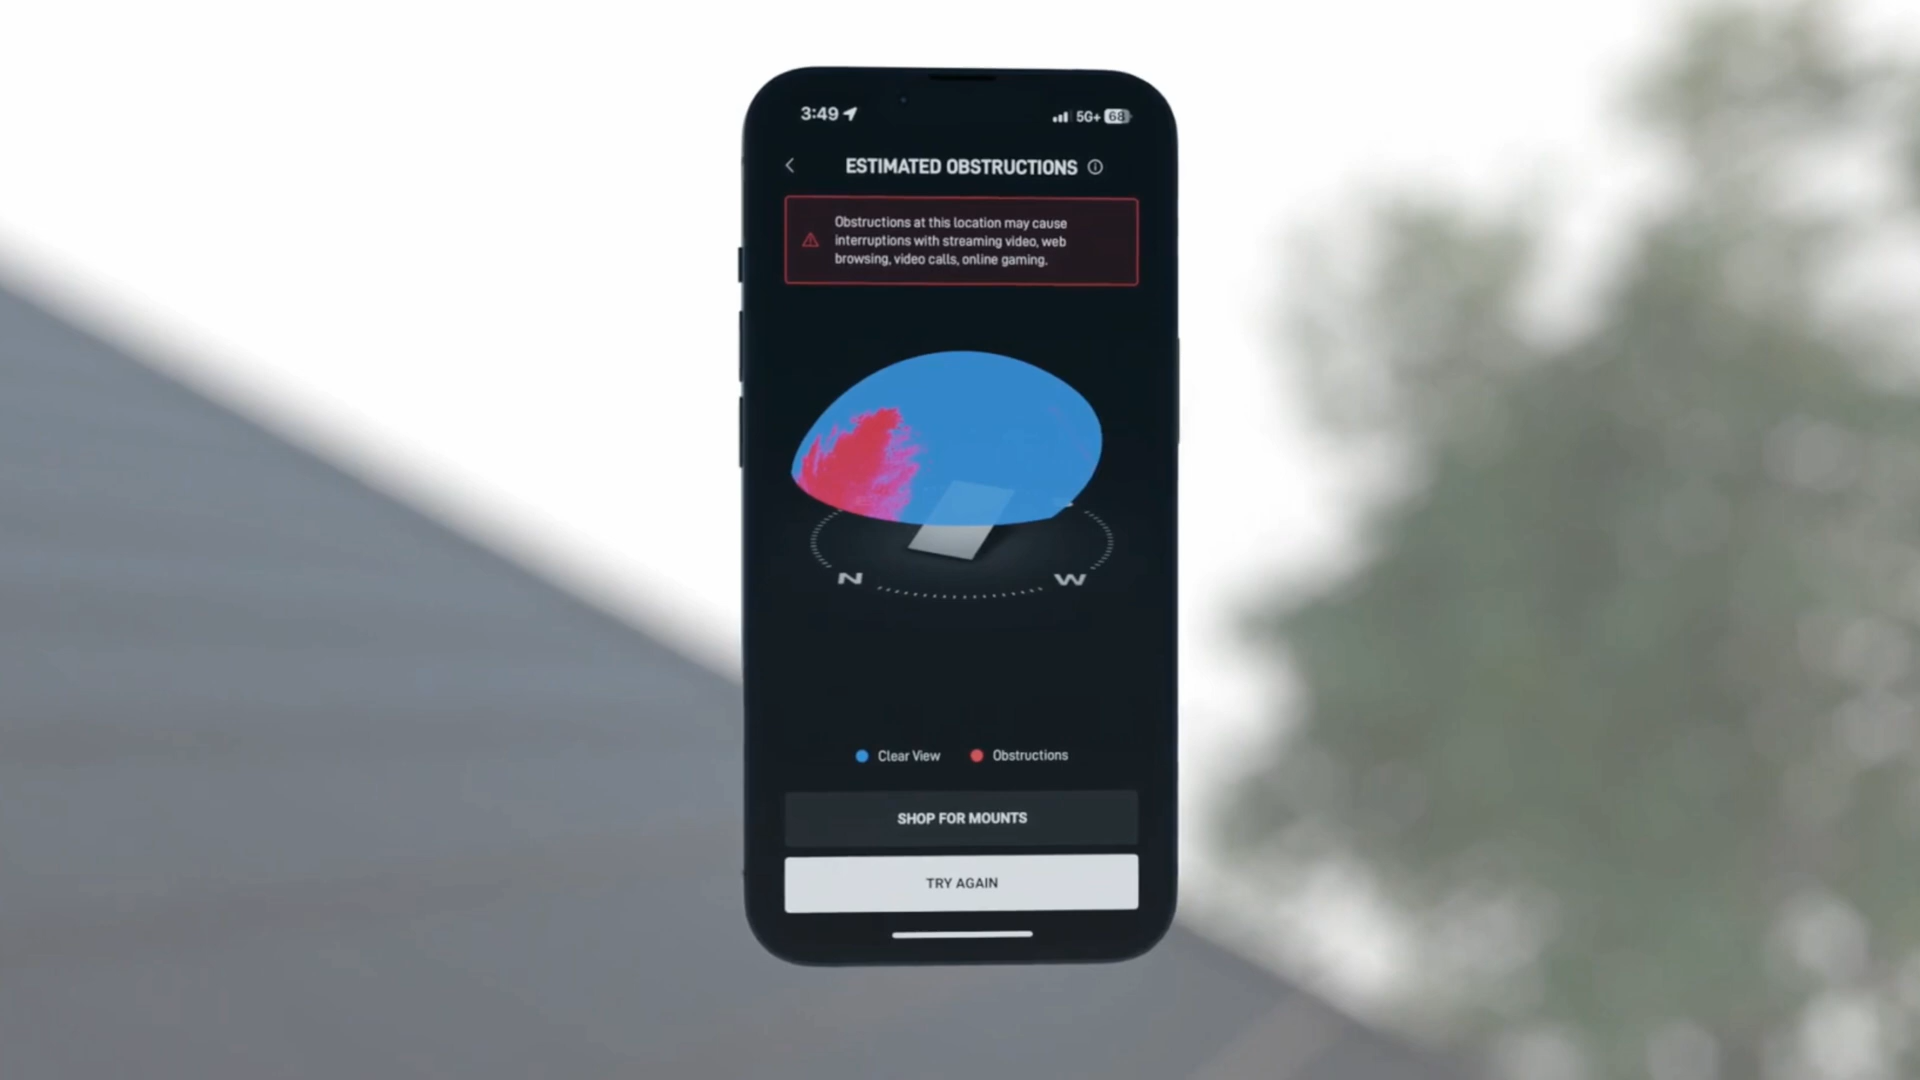 3:49
5G+ 68
ESTIMATED OBSTRUCTIONS
Obstructions at this location may cause
interruptions with streaming video, web
browsing, video calls, online gaming.
N W
Clear View Obstructions
SHOP FOR MOUNTS
TRY AGAIN